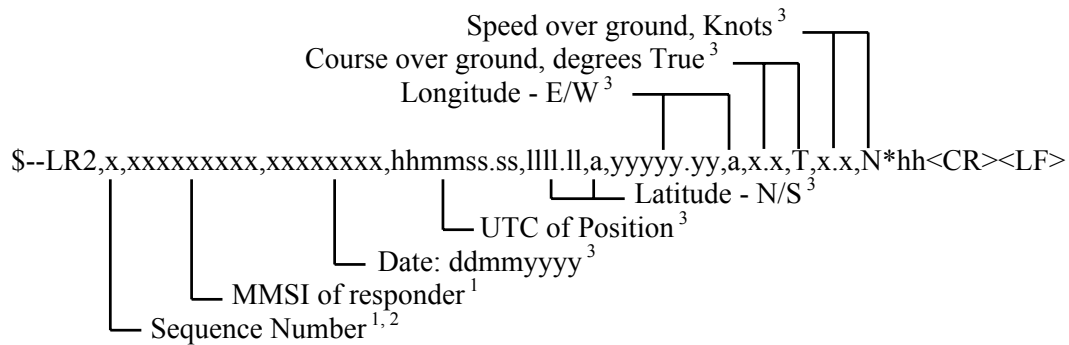 Speed over ground, Knots 3
Course over ground, degrees True 3
Longitude - E/W 3
$--LR2,x,xxxxxxxxx,xxxxxxxx,hhmmss.ss,llll.ll,a,yyyyy.yy,a,x.x,T,x.x,N*hh<CR><LF>
Latitude - N/S 3
UTC of Position 3
Date: ddmmyyyy 3
MMSI of responder 1
Sequence Number 1, 2